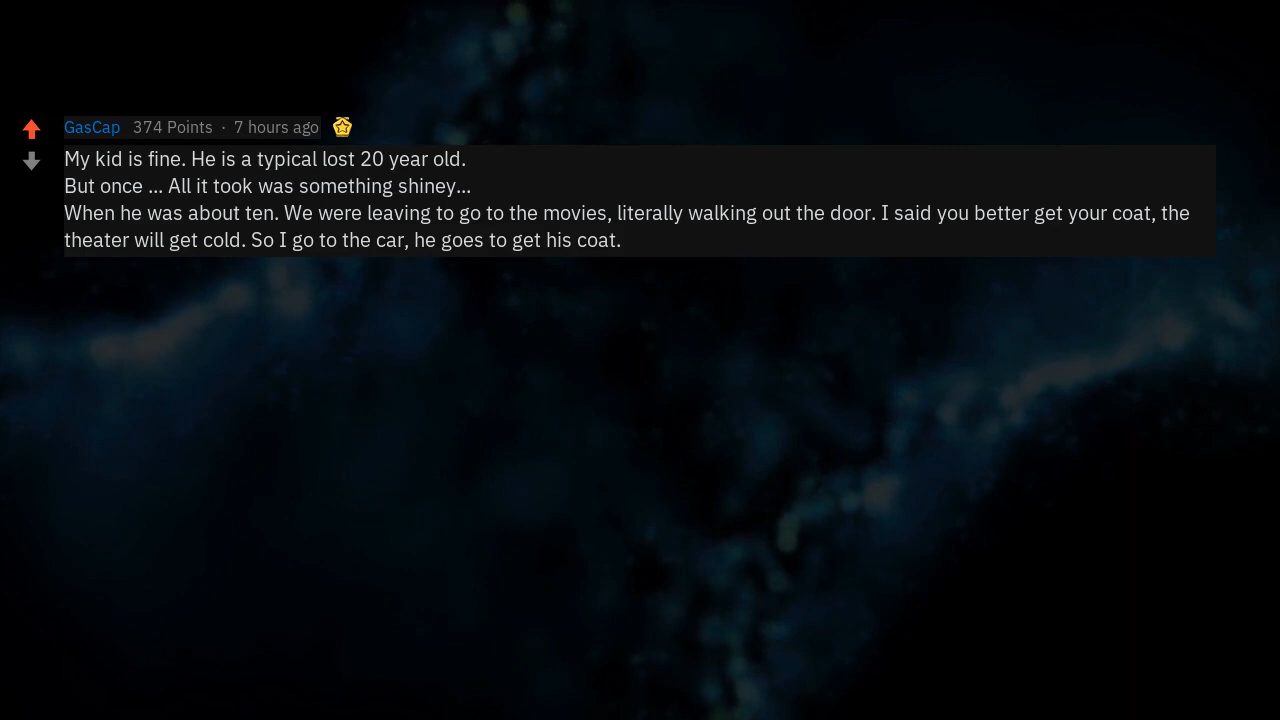 GasCap 374 Points · 7 hours ago
My kid is fine. He is a typical lost 20 year old.
But once ... All it took was something shiney...
When he was about ten. We were leaving to go to the movies, literally walking out the door. I said you better get your coat, the
theater will get cold. So I go to the car, he goes to get his coat.